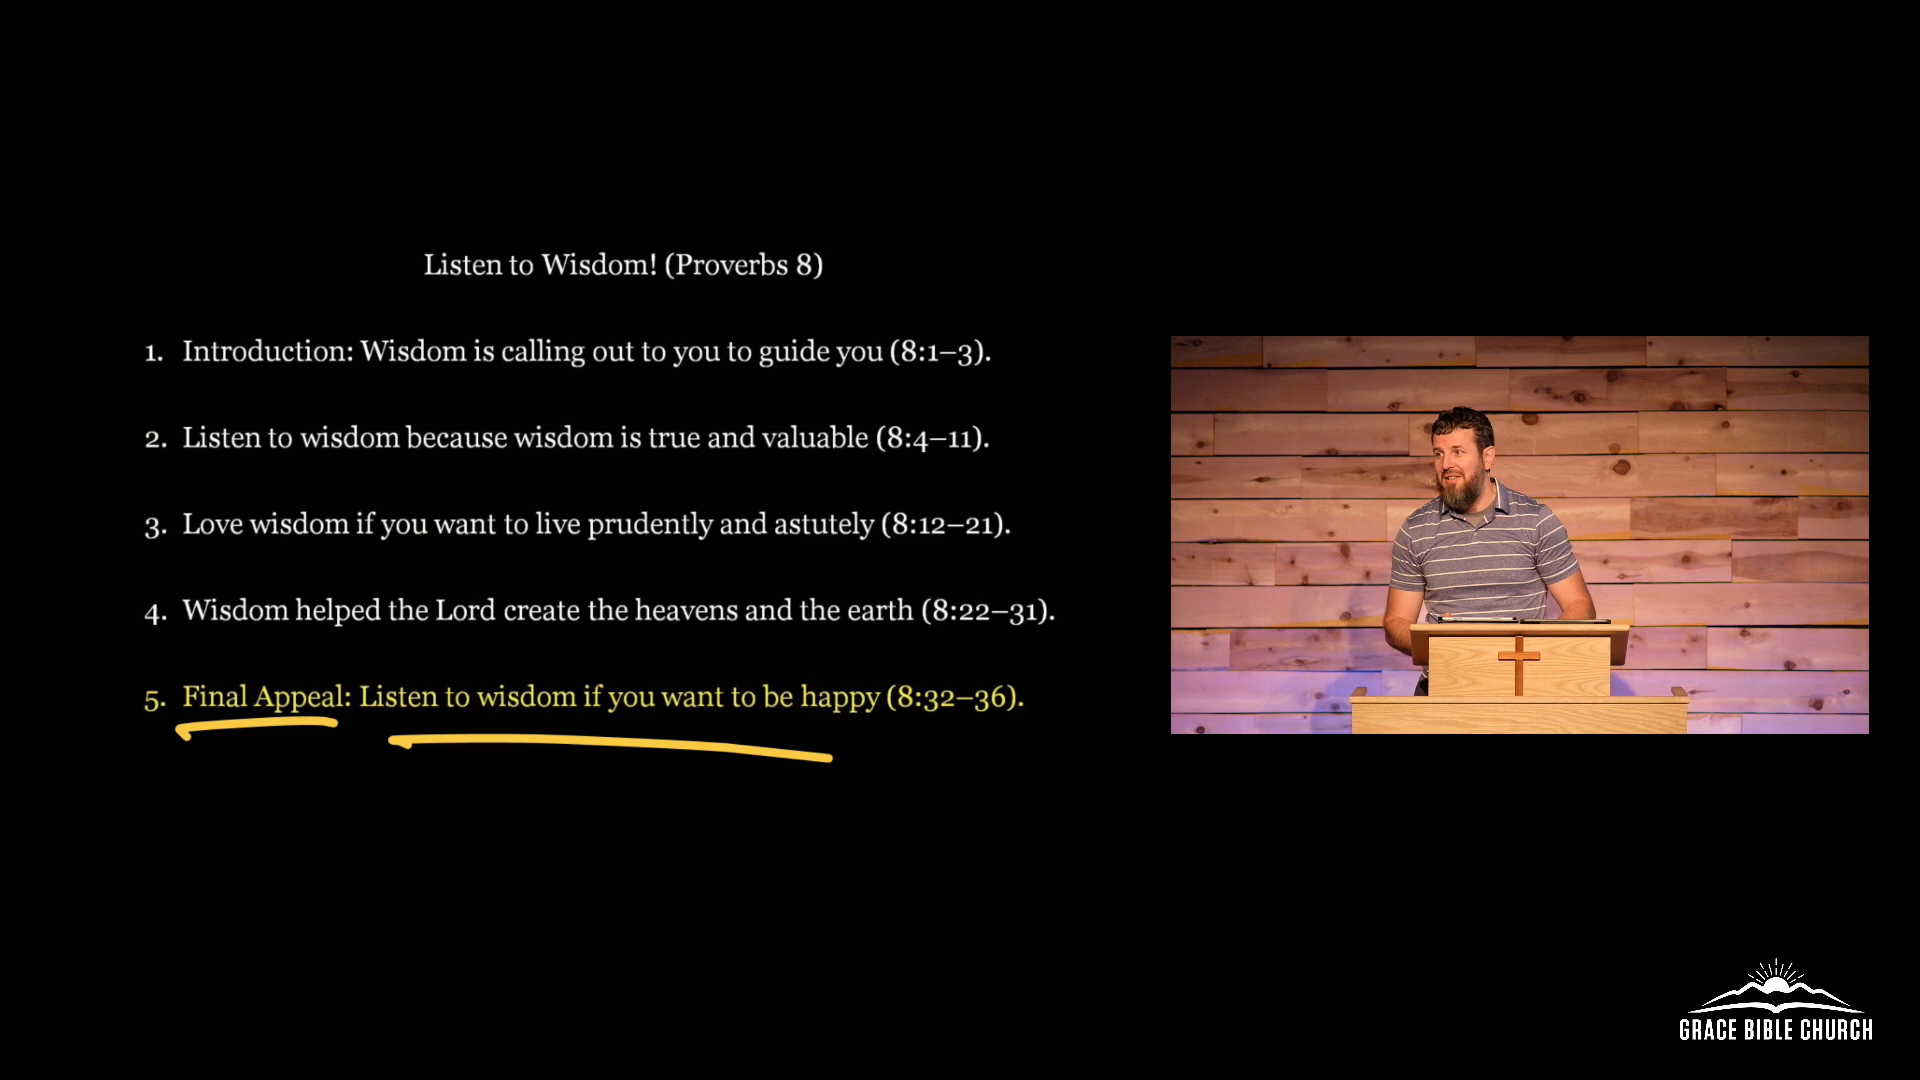 Listen to Wisdom! (Proverbs 8)
1. Introduction: Wisdom is calling out to you to guide you (8:1–3).
2. Listen to wisdom because wisdom is true and valuable (8:4–11).
3. Love wisdom if you want to live prudently and astutely (8:12–21).
4. Wisdom helped the Lord create the heavens and the earth (8:22–31).
5. Final Appeal: Listen to wisdom if you want to be happy (8:32–36).
GRACE BIBLE CHURCH